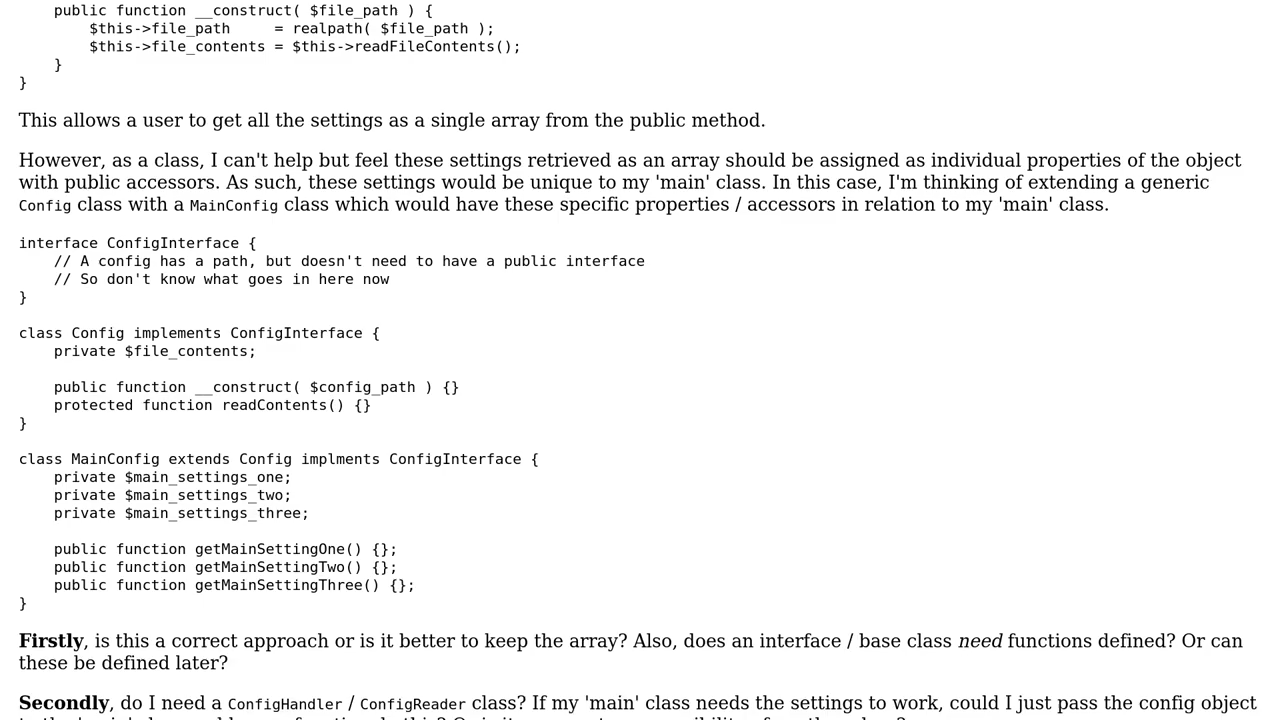 public function __construct( $file_path ) {
        $this->file_path     = realpath( $file_path );
        $this->file_contents = $this->readFileContents();
    }
}
This allows a user to get all the settings as a single array from the public method.
However, as a class, I can't help but feel these settings retrieved as an array should be assigned as individual properties of the object
with public accessors. As such, these settings would be unique to my 'main' class. In this case, I'm thinking of extending a generic
Config class with a MainConfig class which would have these specific properties / accessors in relation to my 'main' class.
interface ConfigInterface {
    // A config has a path, but doesn't need to have a public interface
    // So don't know what goes in here now
}
class Config implements ConfigInterface {
    private $file_contents;
    public function __construct( $config_path ) {}
    protected function readContents() {}
}
class MainConfig extends Config implments ConfigInterface {
    private $main_settings_one;
    private $main_settings_two;
    private $main_settings_three;
    public function getMainSettingOne() {};
    public function getMainSettingTwo() {};
    public function getMainSettingThree() {};
}
Firstly, is this a correct approach or is it better to keep the array? Also, does an interface / base class need functions defined? Or can
these be defined later?
Secondly, do I need a ConfigHandler / ConfigReader class? If my 'main' class needs the settings to work, could I just pass the config object